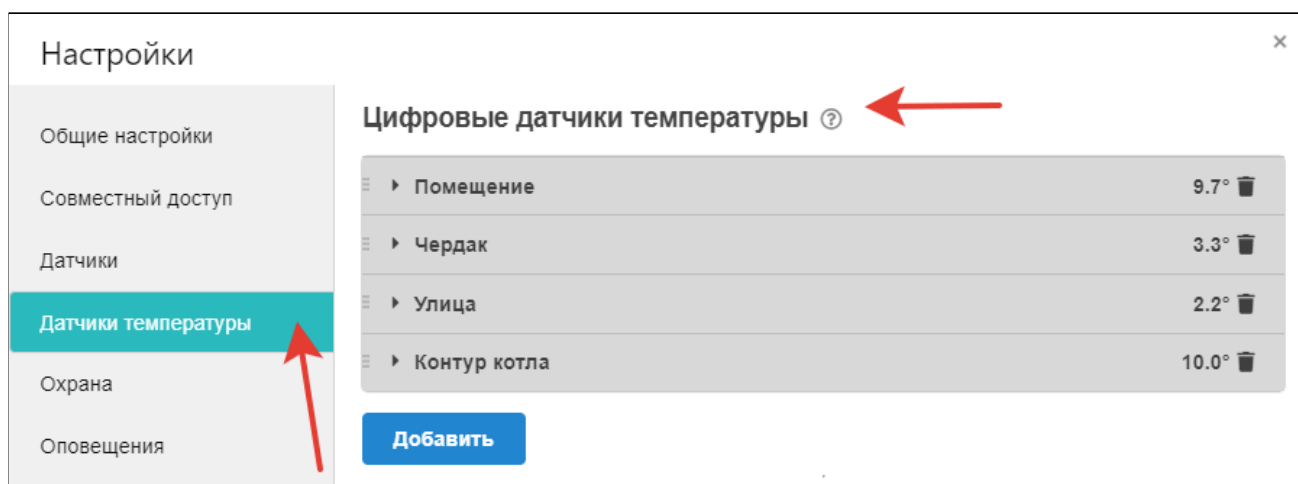 Настройки
×
Общие настройки
Совместный доступ
Датчики
Датчики температуры
Охрана
Оповещения
Цифровые датчики температуры ?
Помещение 9.7°
Чердак 3.3°
Улица 2.2°
Контур котла 10.0°
Добавить